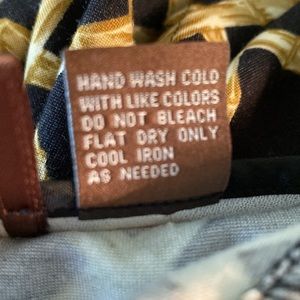 HAND WASH COLD
WITH LIKE COLORS
DO NOT BLEACH
FLAT DRY ONLY
COOL IRON
AS NEEDED